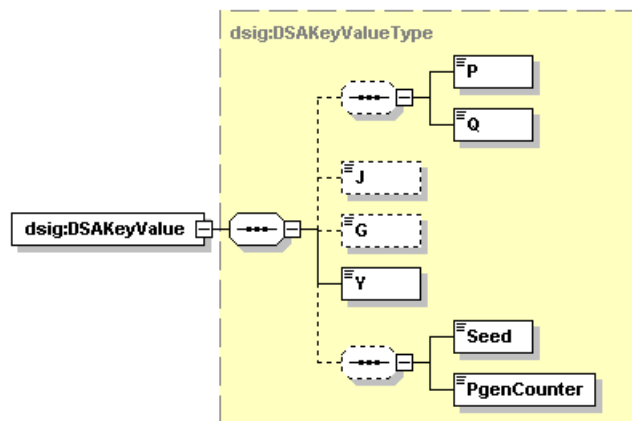 dsig:DSAKeyValueType
P
Q
J
dsig:DSAKeyValue
G
Y
Seed
PgenCounter